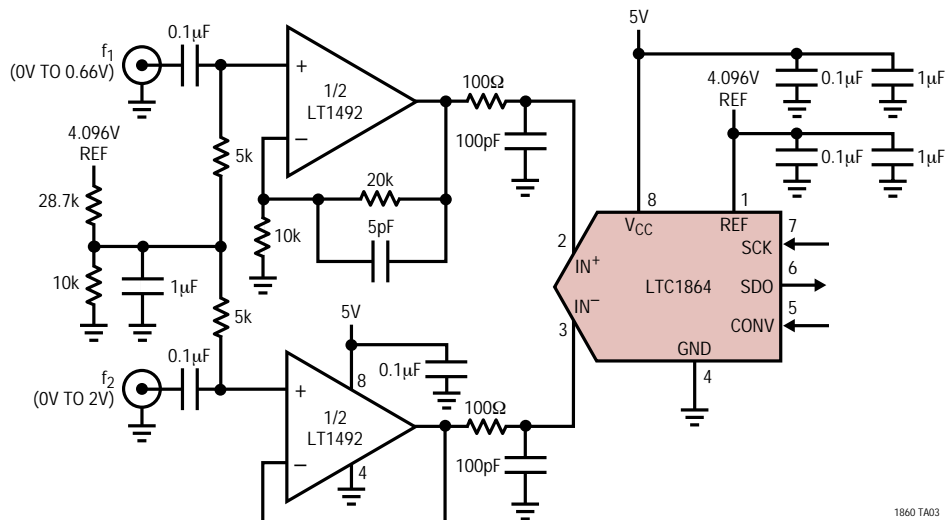 f1
(0V TO 0.66V)
0.1µF
+
1/2
LT1492
−
100Ω
100pF
4.096V
REF
28.7k
5k
20k
5pF
10k
10k
1µF
5k
5V
4.096V
REF
0.1µF
1µF
0.1µF
1µF
8
1
VCC
REF
7
SCK
6
SDO
5
CONV
2
IN+
IN−
3
LTC1864
GND
4
f2
(0V TO 2V)
0.1µF
5V
8
0.1µF
+
1/2
LT1492
−
4
100Ω
100pF
1860 TA03